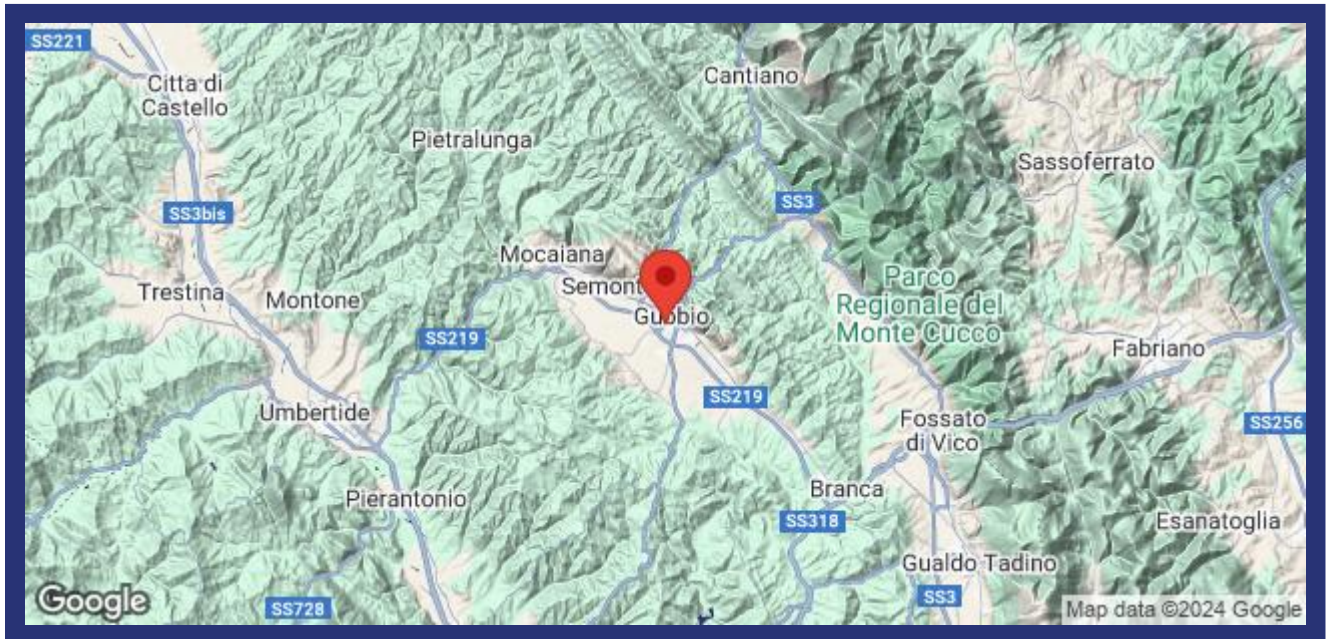 SS221
Citta di
Castello
Cantiano
Pietralunga
Sassoferrato
SS3
SS3bis
Mocaiana
Semont
Parco
Regionale del
Monte Cucco
Trestina
Montone
Gubbio
SS219
Fabriano
SS219
Umbertide
Fossato
di Vico
SS256
Pierantonio
Branca
SS318
Esanatoglia
Gualdo Tadino
Google
SS728
SS3
Map data ©2024 Google